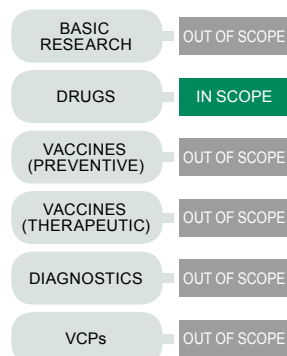 BASIC
RESEARCH
OUT OF SCOPE
DRUGS
IN SCOPE
VACCINES
(PREVENTIVE)
OUT OF SCOPE
VACCINES
(THERAPEUTIC)
OUT OF SCOPE
DIAGNOSTICS
OUT OF SCOPE
VCPs
OUT OF SCOPE